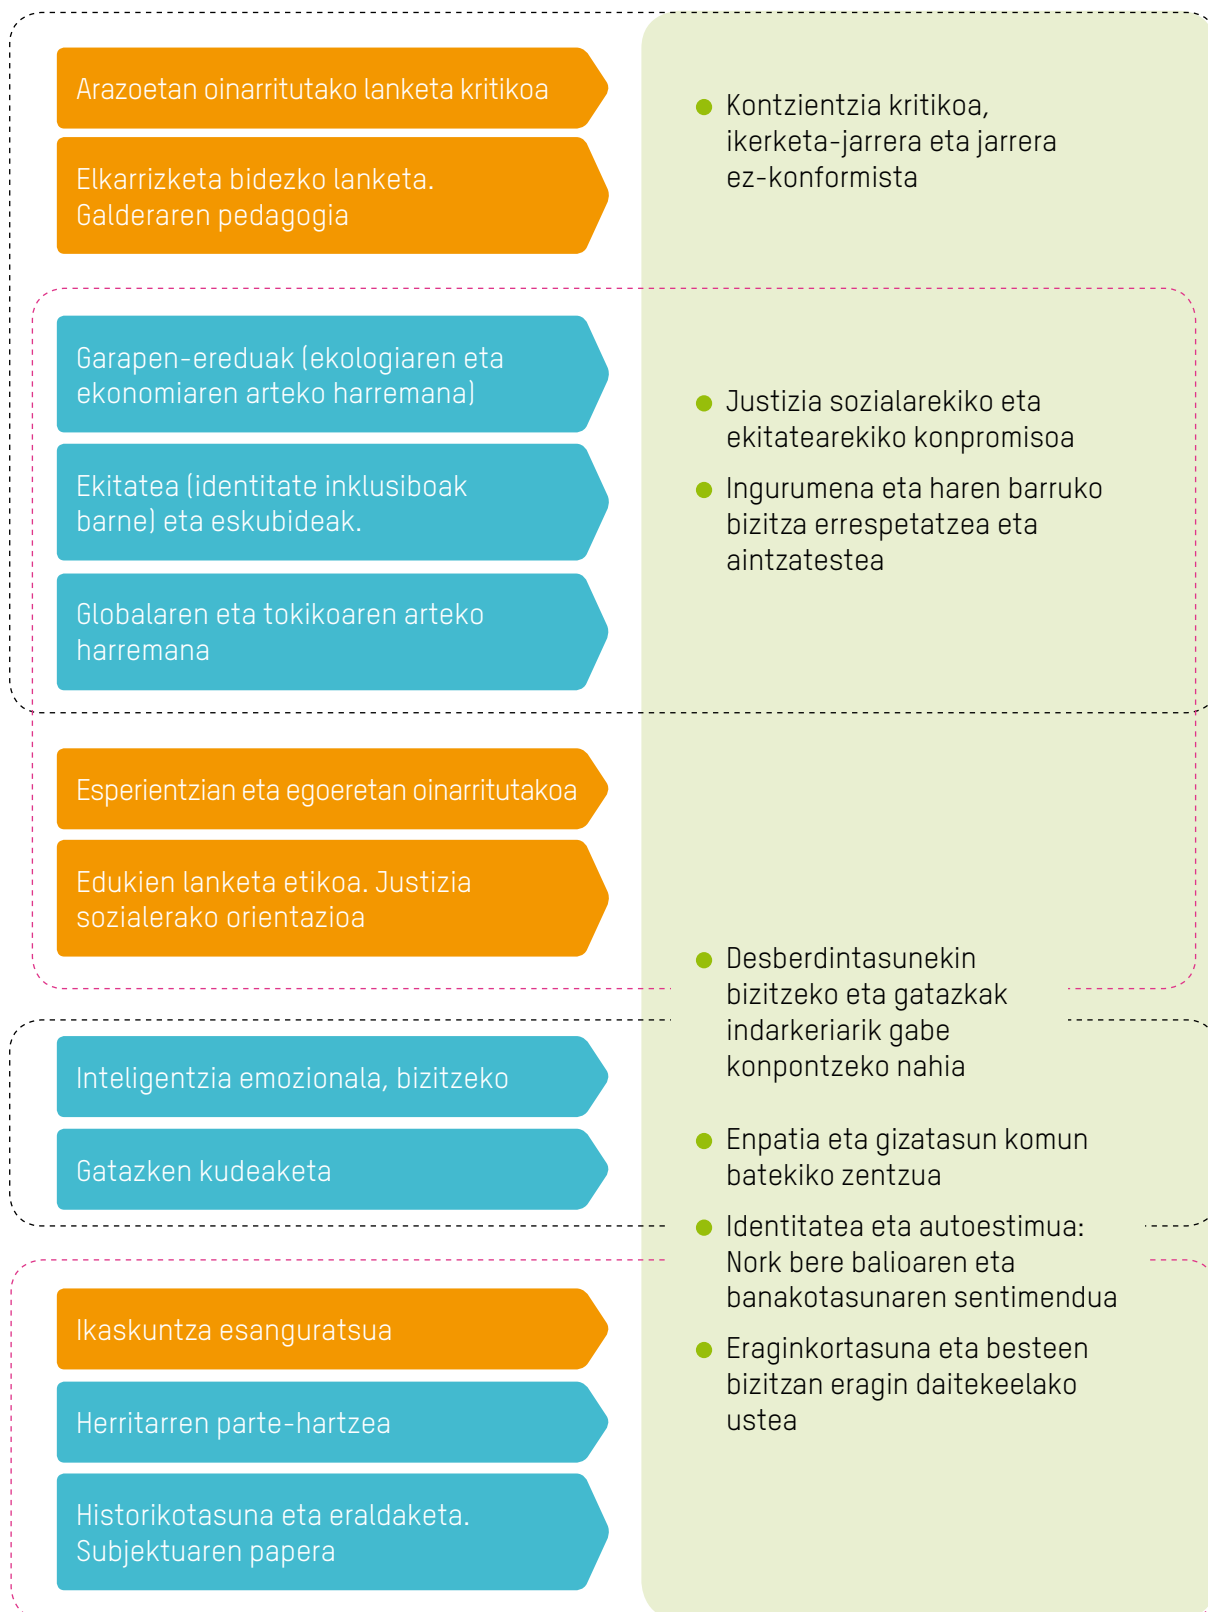 Arazoetan oinarritutako lanketa kritikoa
Elkarrizketa bidezko lanketa.
Galderaren pedagogia
Kontzientzia kritikoa,
ikerketa-jarrera eta jarrera
ez-konformista
Garapen-ereduak (ekologiaren eta
ekonomiaren arteko harremana)
Ekitatea (identitate inklusiboak
barne) eta eskubideak.
Globalaren eta tokikoaren arteko
harremana
Justizia sozialarekiko eta
ekitatearekiko konpromisoa
Ingurumena eta haren barruko
bizitza errespetatzea eta
aintzatestea
Esperientzian eta egoeretan oinarritutakoa
Edukien lanketa etikoa. Justizia
sozialerako orientazioa
Inteligentzia emozionala, bizitzeko
Gatazken kudeaketa
Desberdintasunekin
bizitzeko eta gatazkak
indarkeriarik gabe
konpontzeko nahia
Enpatia eta gizatasun komun
batekiko zentzua
Identitatea eta autoestimua:
Nork bere balioaren eta
banakotasunaren sentimendua
Eraginkortasuna eta besteen
bizitzan eragin daitekeelako
ustea
Ikaskuntza esanguratsua
Herritarren parte-hartzea
Historikotasuna eta eraldaketa.
Subjektuaren papera